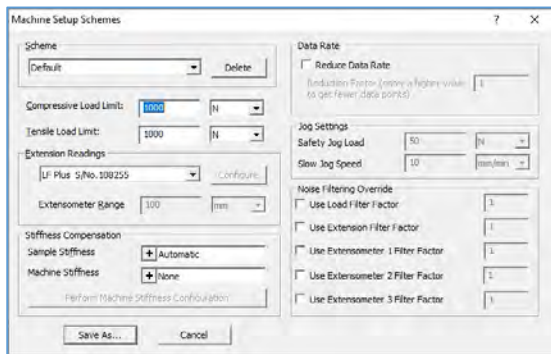 Machine Setup Schemes
? ×
Scheme
Default
Delete
Compressive Load Limit: 1000 N
Tensile Load Limit: 1000 N
Extension Readings
LF Plus S/No. 108255
Configure
Extensometer Range 100 mm
Stiffness Compensation
Sample Stiffness + Automatic
Machine Stiffness + None
Perform Machine Stiffness Configuration
Save As...
Cancel
Data Rate
Reduce Data Rate
Reduction Factor (enter a higher value 1
to get fewer data points)
Jog Settings
Safety Jog Load 50 N
Slow Jog Speed 10 mm/min
Noise Filtering Override
Use Load Filter Factor 1
Use Extension Filter Factor 1
Use Extensometer 1 Filter Factor 1
Use Extensometer 2 Filter Factor 1
Use Extensometer 3 Filter Factor 1